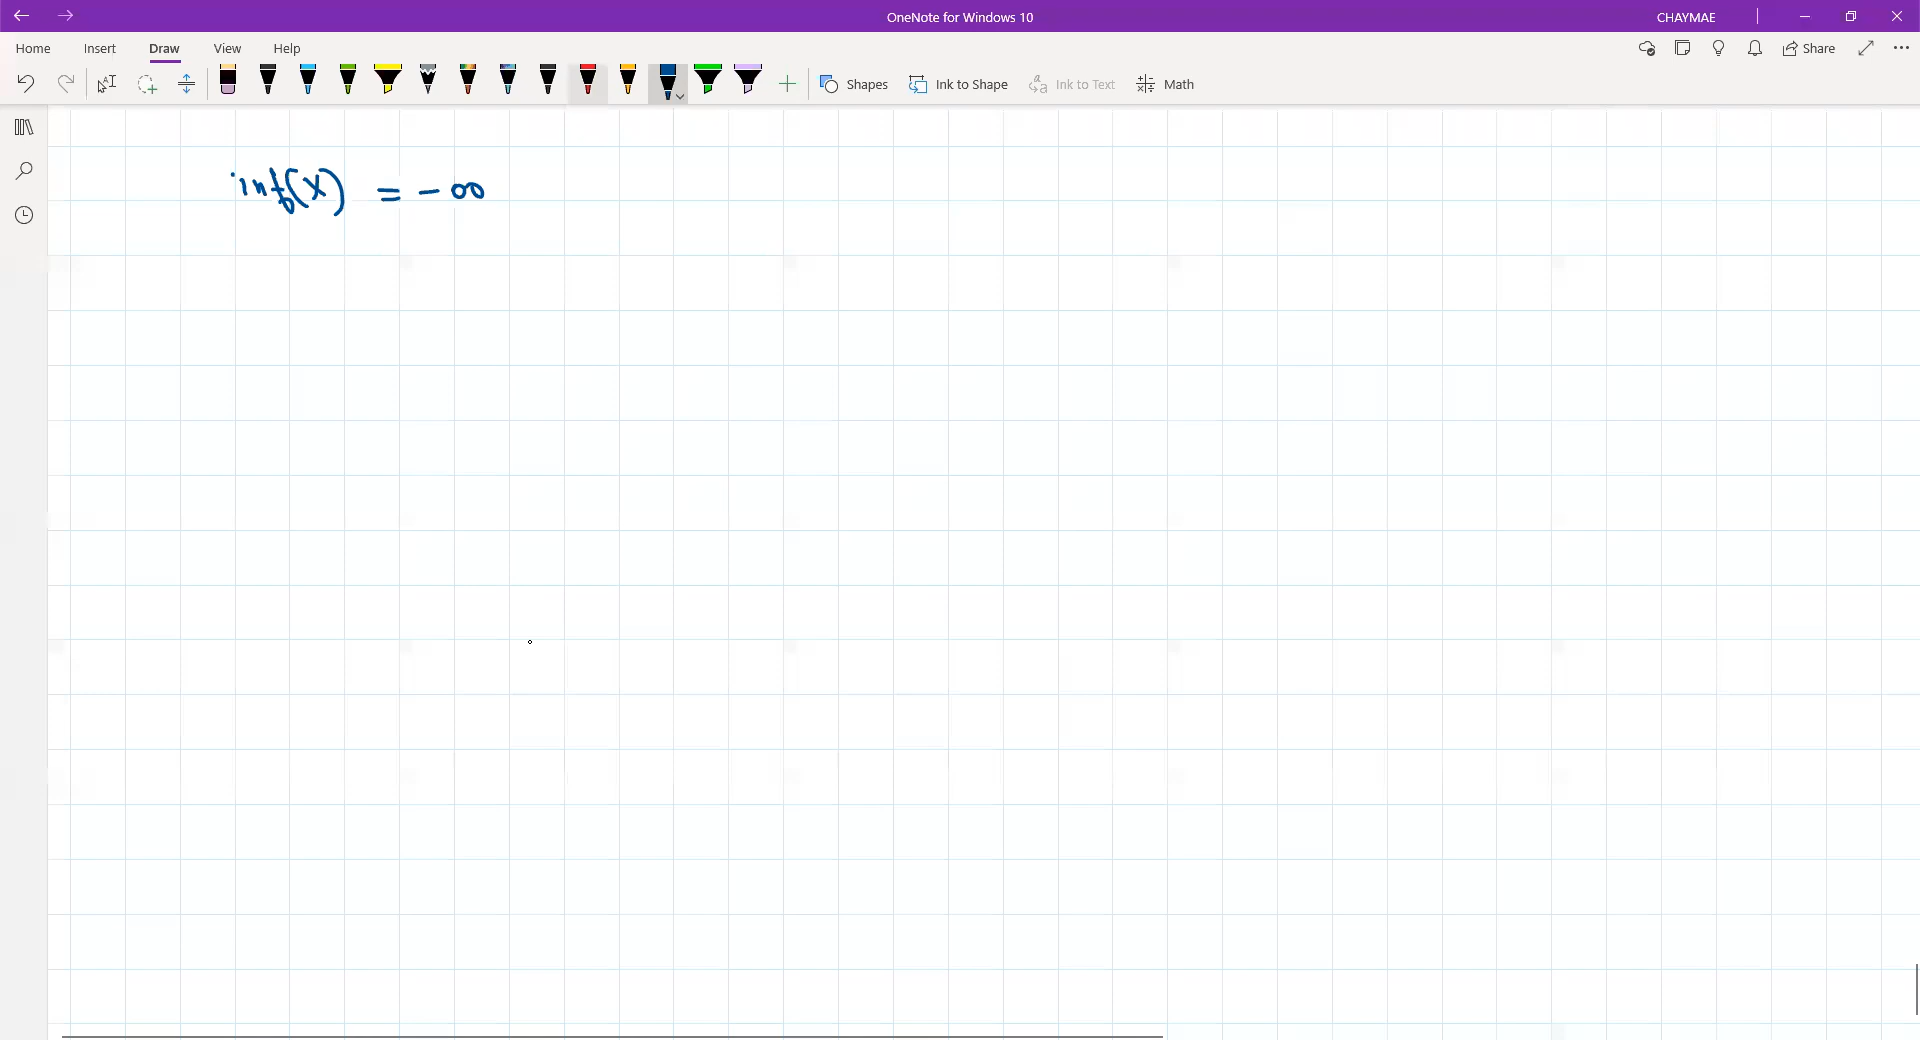 OneNote for Windows 10
CHAYMAE
Home Insert Draw View Help
Share
Shapes Ink to Shape Ink to Text Math
inf(X) = -∞